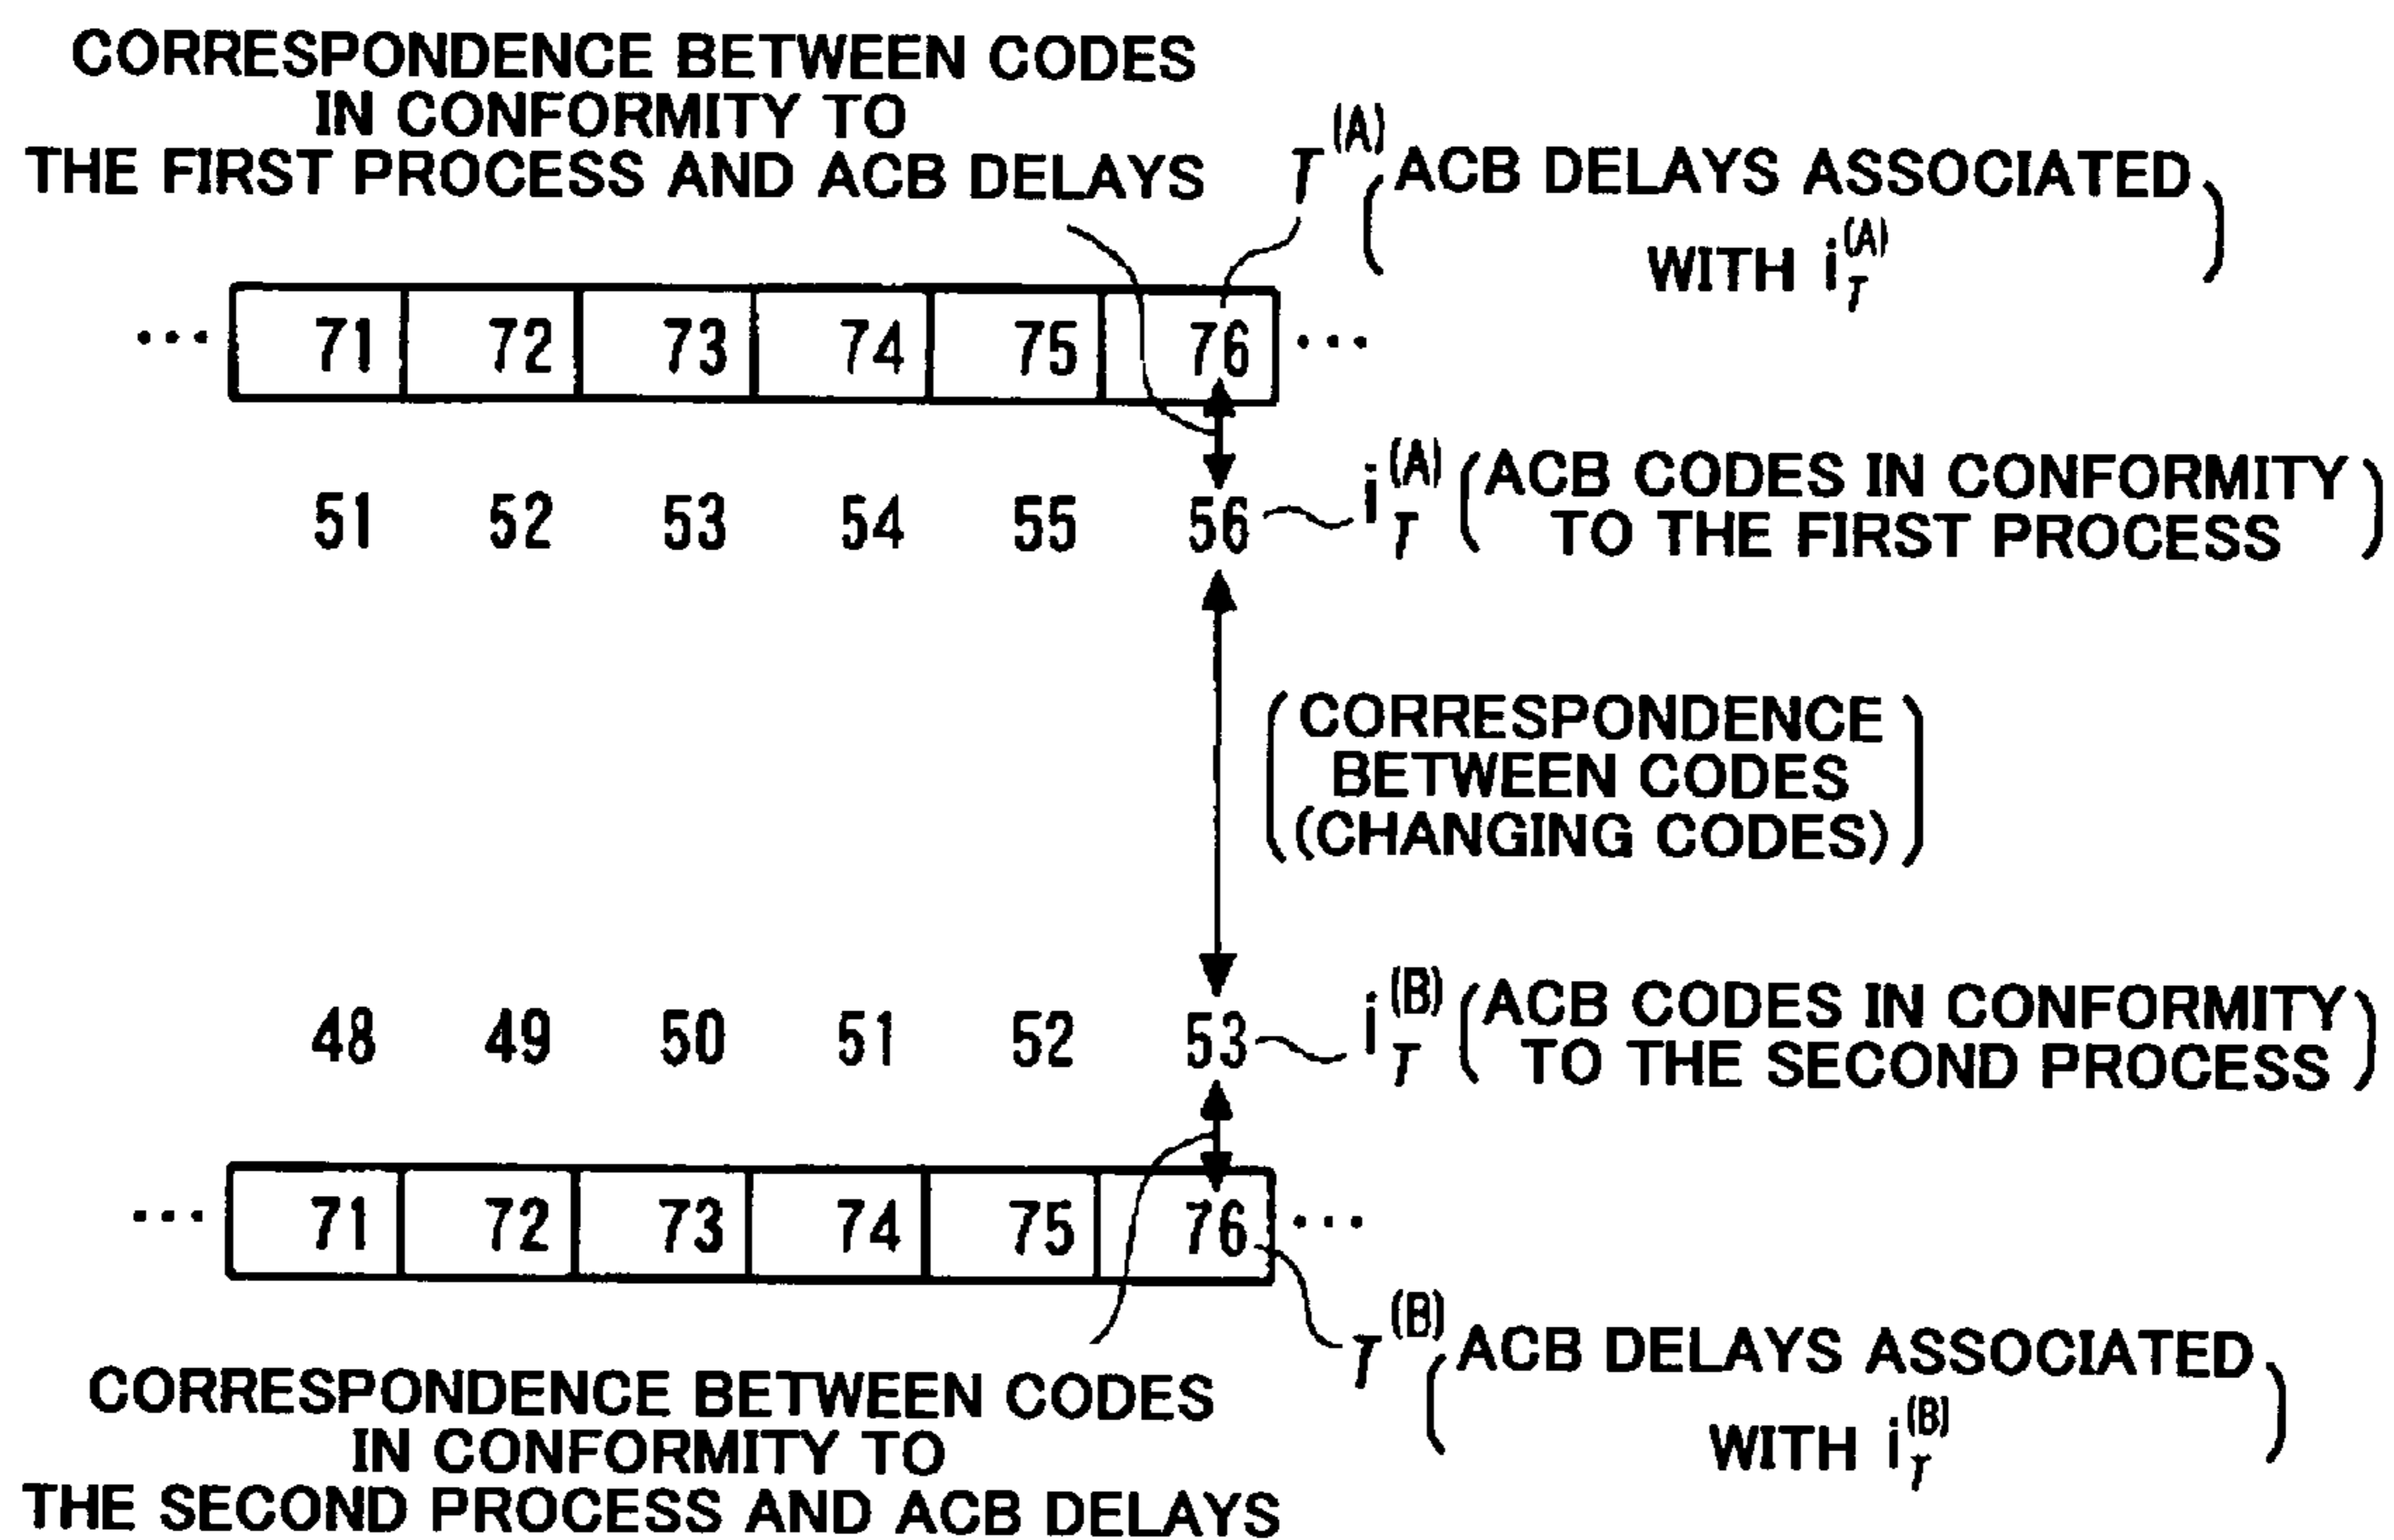 CORRESPONDENCE BETWEEN CODES
IN CONFORMITY TO
THE FIRST PROCESS AND ACB DELAYS
T^(A) (ACB DELAYS ASSOCIATED
WITH i_T^(A))
... 71 72 73 74 75 76 ...
51 52 53 54 55 56
i_T^(A) (ACB CODES IN CONFORMITY
TO THE FIRST PROCESS)
(CORRESPONDENCE
BETWEEN CODES
(CHANGING CODES))
48 49 50 51 52 53
i_T^(B) (ACB CODES IN CONFORMITY
TO THE SECOND PROCESS)
... 71 72 73 74 75 76 ...
T^(B) (ACB DELAYS ASSOCIATED
WITH i_T^(B))
CORRESPONDENCE BETWEEN CODES
IN CONFORMITY TO
THE SECOND PROCESS AND ACB DELAYS